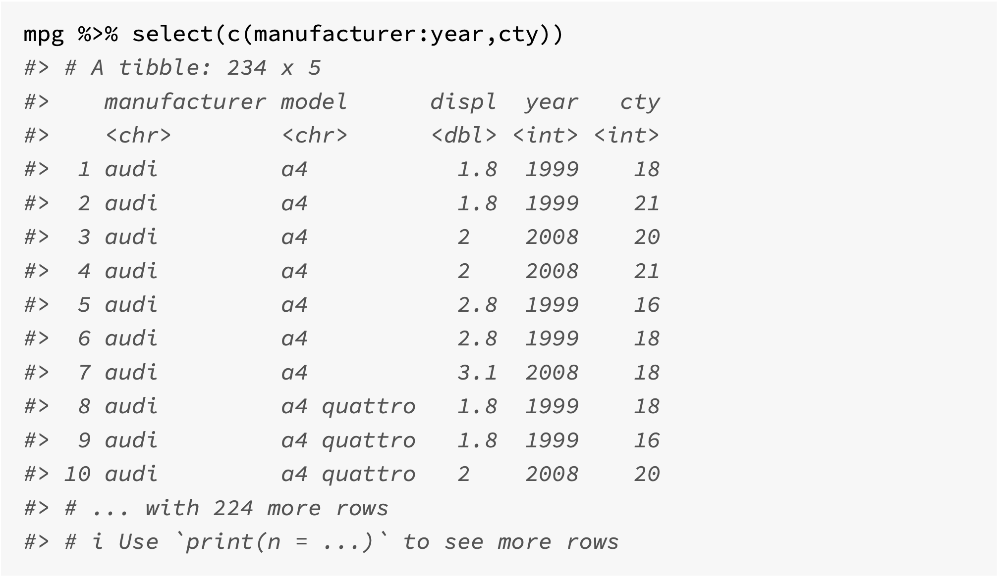 mpg %>% select(c(manufacturer:year,cty))
#> # A tibble: 234 x 5
#>    manufacturer model      displ  year   cty
#>    <chr>        <chr>      <dbl> <int> <int>
#>  1 audi         a4           1.8  1999    18
#>  2 audi         a4           1.8  1999    21
#>  3 audi         a4           2    2008    20
#>  4 audi         a4           2    2008    21
#>  5 audi         a4           2.8  1999    16
#>  6 audi         a4           2.8  1999    18
#>  7 audi         a4           3.1  2008    18
#>  8 audi         a4 quattro   1.8  1999    18
#>  9 audi         a4 quattro   1.8  1999    16
#> 10 audi         a4 quattro   2    2008    20
#> # ... with 224 more rows
#> # i Use `print(n = ...)` to see more rows